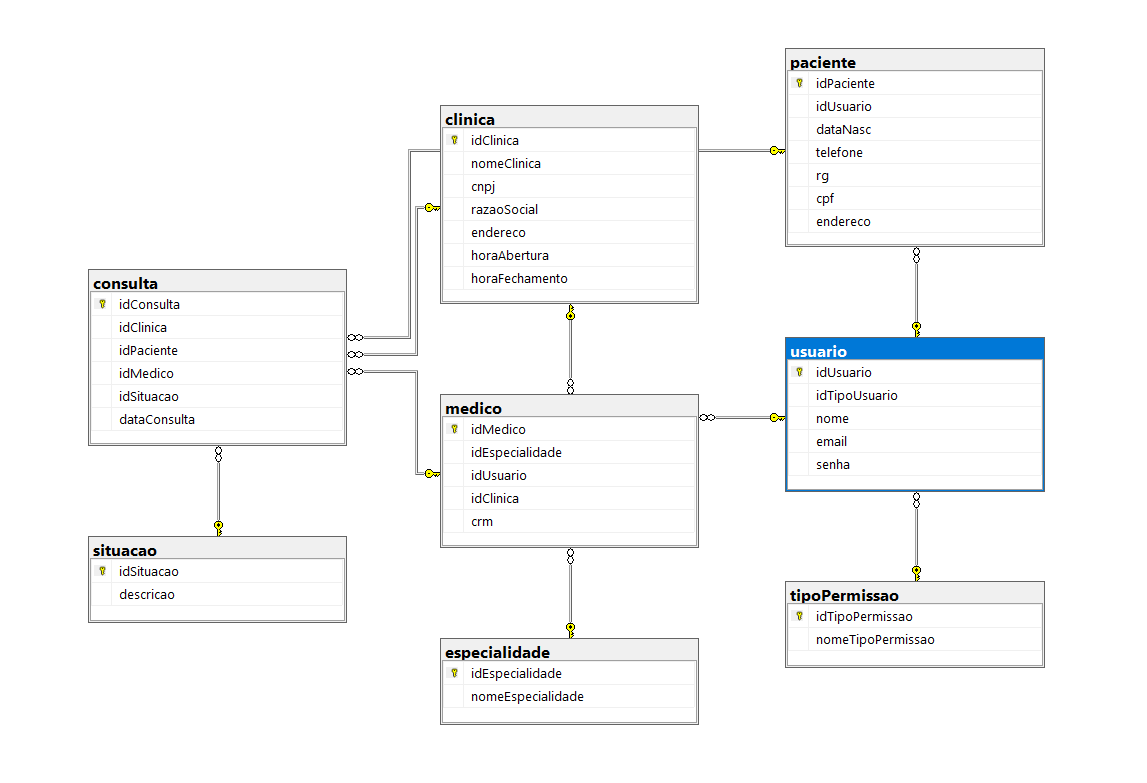 paciente
idPaciente
idUsuario
dataNasc
telefone
rg
cpf
endereco
clinica
idClinica
nomeClinica
cnpj
razaoSocial
endereco
horaAbertura
horaFechamento
consulta
idConsulta
idClinica
idPaciente
idMedico
idSituacao
dataConsulta
usuario
idUsuario
idTipoUsuario
nome
email
senha
medico
idMedico
idEspecialidade
idUsuario
idClinica
crm
situacao
idSituacao
descricao
tipoPermissao
idTipoPermissao
nomeTipoPermissao
especialidade
idEspecialidade
nomeEspecialidade